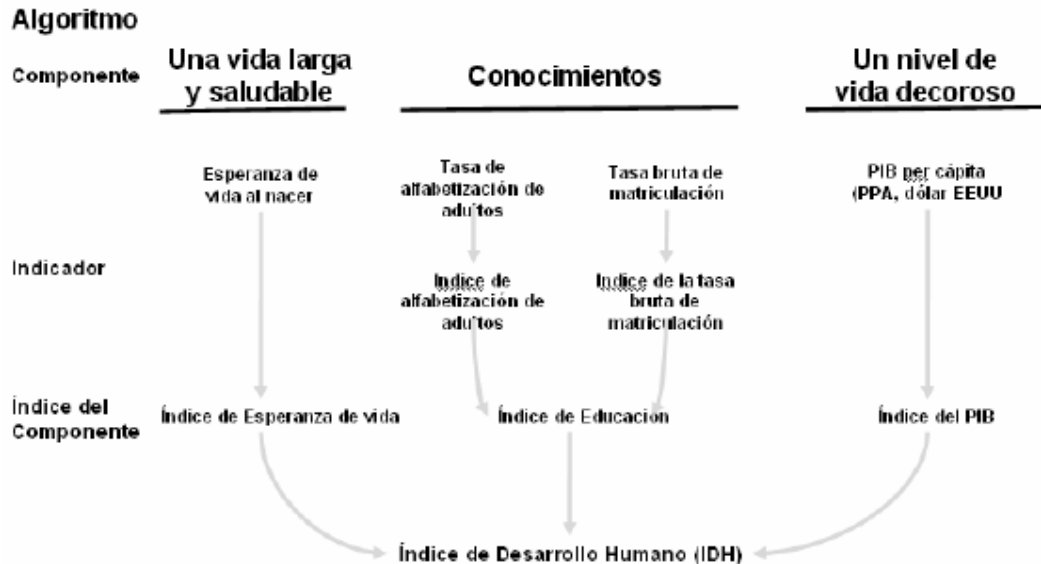 Algoritmo
Componente
Una vida larga
y saludable
Conocimientos
Un nivel de
vida decoroso
Esperanza de
vida al nacer
Tasa de
alfabetización de
adultos
Tasa bruta de
matriculación
PIB per cápita
(PPA, dólar EEUU
Indicador
Indice de
alfabetización de
adultos
Indice de la tasa
bruta de
matriculación
Índice del
Componente
Índice de Esperanza de vida
Índice de Educación
Índice del PIB
Índice de Desarrollo Humano (IDH)